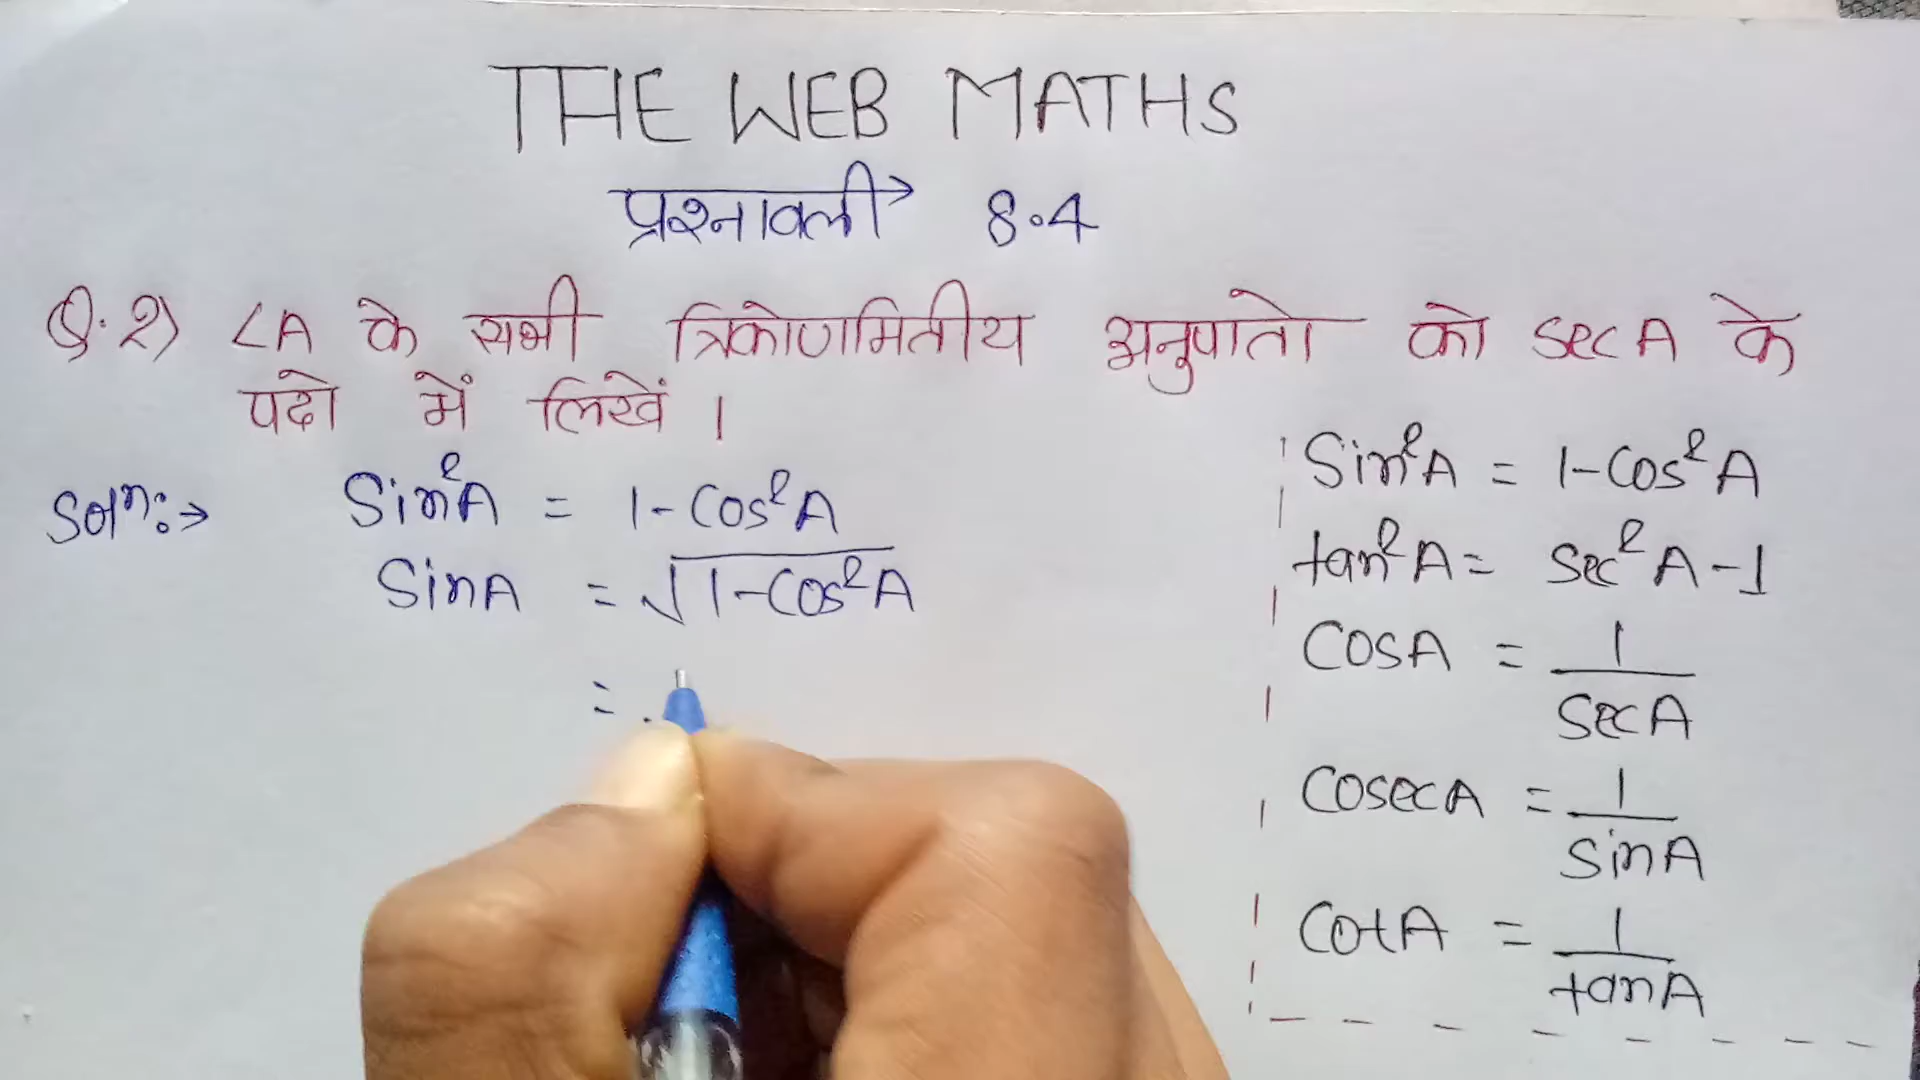 THE WEB MATHS
प्रश्नावली → 8.4
Q.2) ∠A के सभी त्रिकोणमितीय अनुपातो को sec A के
पदो में लिखें ।
Soln:→ Sin²A = 1-Cos²A
SinA = √1-Cos²A
=
Sin²A = 1-Cos²A
tan²A = Sec²A-1
CosA = 1/SecA
CosecA = 1/SinA
CotA = 1/tanA